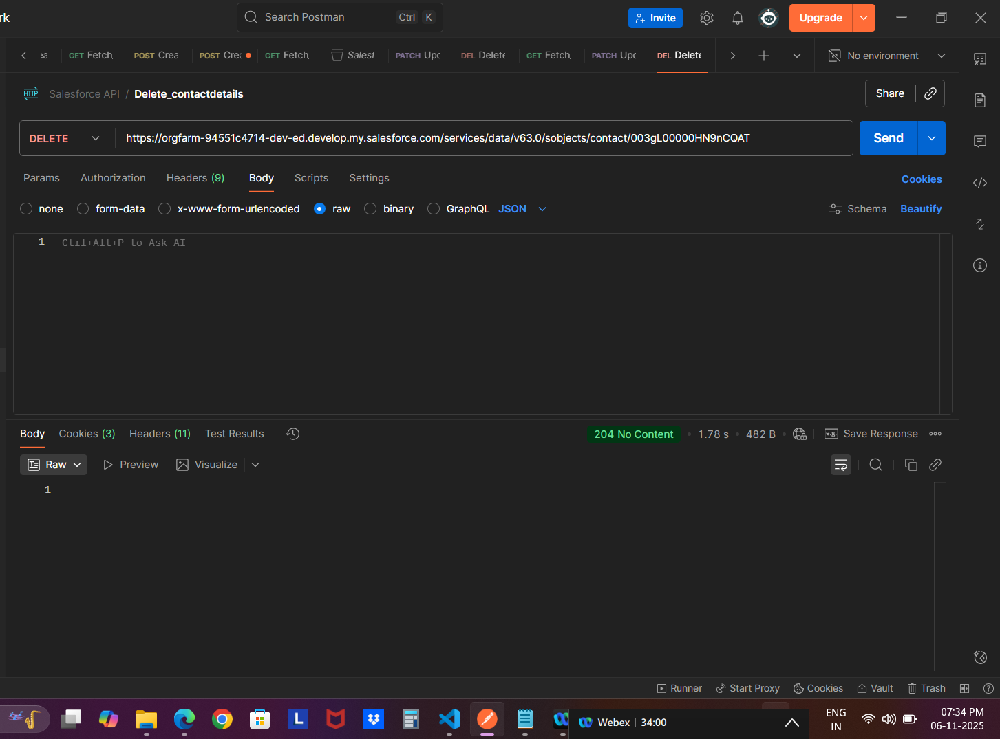 rk
Search Postman Ctrl K
Invite
Upgrade
ea GET Fetch POST Crea POST Crea GET Fetch Salesf PATCH Upd DEL Delete GET Fetch PATCH Upd DEL Delete
No environment
HTTP Salesforce API / Delete_contactdetails
Share
DELETE https://orgfarm-94551c4714-dev-ed.develop.my.salesforce.com/services/data/v63.0/sobjects/contact/003gL00000HN9nCQAT
Send
Params Authorization Headers (9) Body Scripts Settings
Cookies
none form-data x-www-form-urlencoded raw binary GraphQL JSON
Schema Beautify
1 Ctrl+Alt+P to Ask AI
Body Cookies (3) Headers (11) Test Results
204 No Content • 1.78 s • 482 B • e.g. Save Response
Raw Preview Visualize
1
Runner Start Proxy Cookies Vault Trash
L
Webex | 34:00
ENG
IN
07:34 PM
06-11-2025